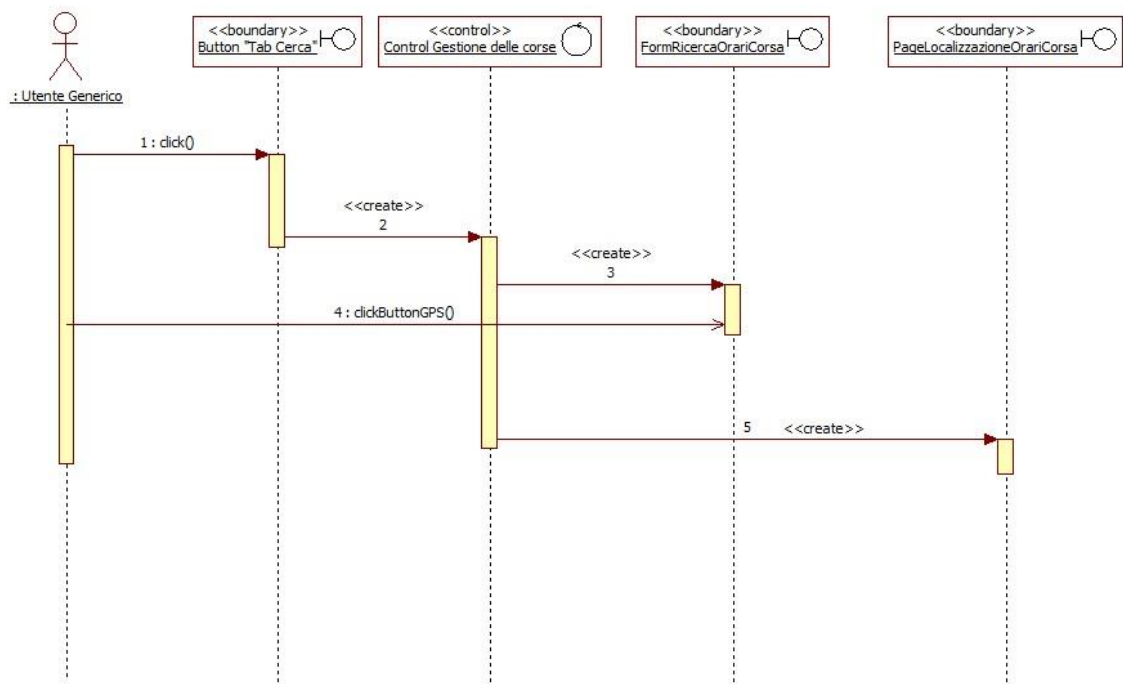 <<boundary>>
Button "Tab Cerca"
<<control>>
Control Gestione delle corse
<<boundary>>
FormRicercaOrariCorsa
<<boundary>>
PageLocalizzazioneOrariCorsa
: Utente Generico
1 : click()
<<create>>
2
<<create>>
3
4 : clickButtonGPS()
5 <<create>>